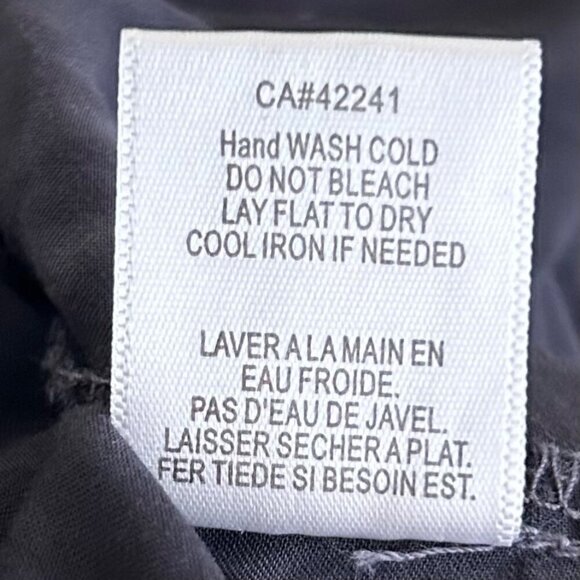 CA#42241
Hand WASH COLD
DO NOT BLEACH
LAY FLAT TO DRY
COOL IRON IF NEEDED
LAVER A LA MAIN EN
EAU FROIDE.
PAS D'EAU DE JAVEL.
LAISSER SECHER A PLAT.
FER TIEDE SI BESOIN EST.